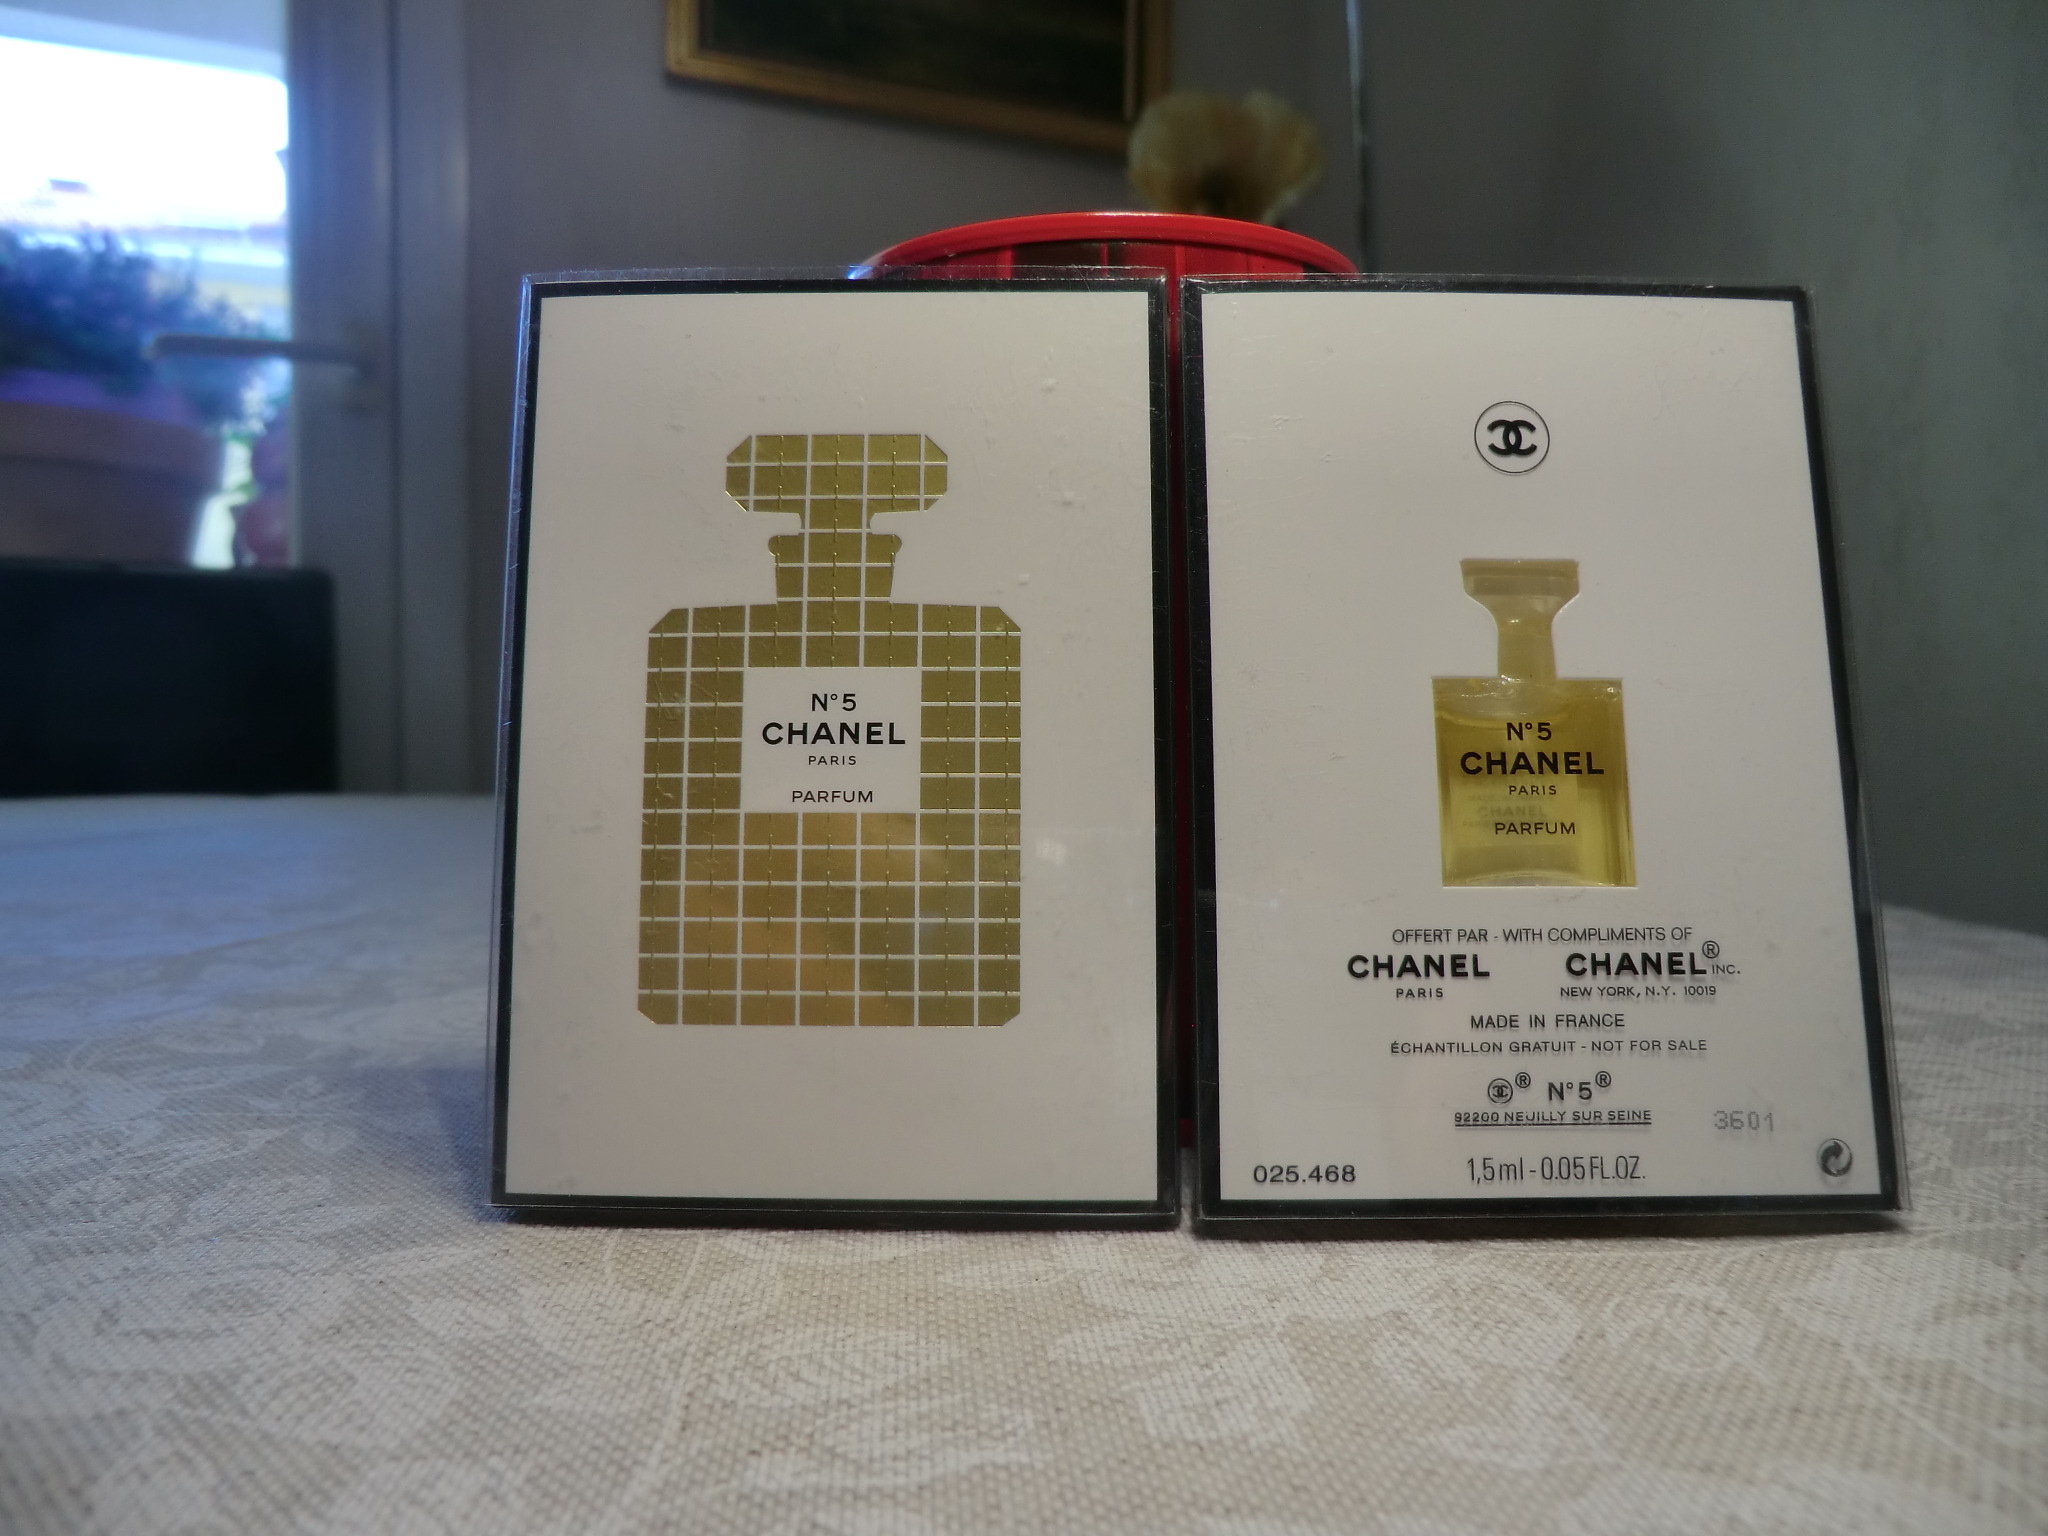 N°5
CHANEL
PARIS
PARFUM
N°5
CHANEL
PARIS
PARFUM
OFFERT PAR - WITH COMPLIMENTS OF
CHANEL CHANEL® INC.
PARIS NEW YORK, N.Y. 10019
MADE IN FRANCE
ÉCHANTILLON GRATUIT - NOT FOR SALE
® N°5®
92200 NEUILLY SUR SEINE
3601
025.468 1,5 ml - 0.05 FL.OZ.